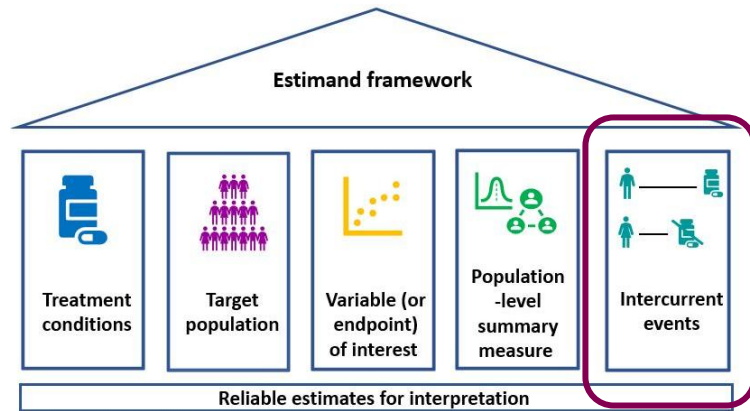 Estimand framework
Treatment
conditions
Target
population
Variable (or
endpoint)
of interest
Population
-level
summary
measure
Intercurrent
events
Reliable estimates for interpretation